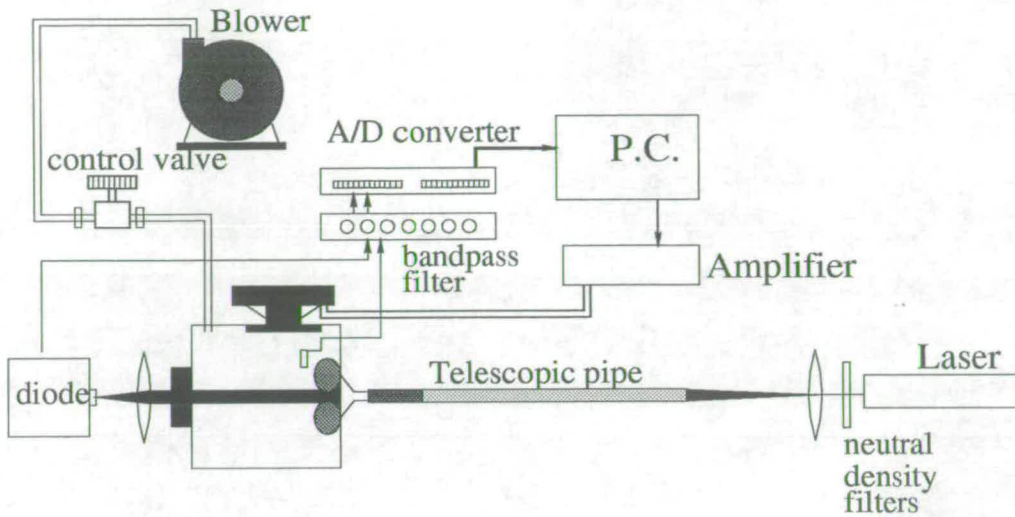 Blower
A/D converter
P.C.
control valve
bandpass
filter
Amplifier
diode
Telescopic pipe
Laser
neutral
density
filters